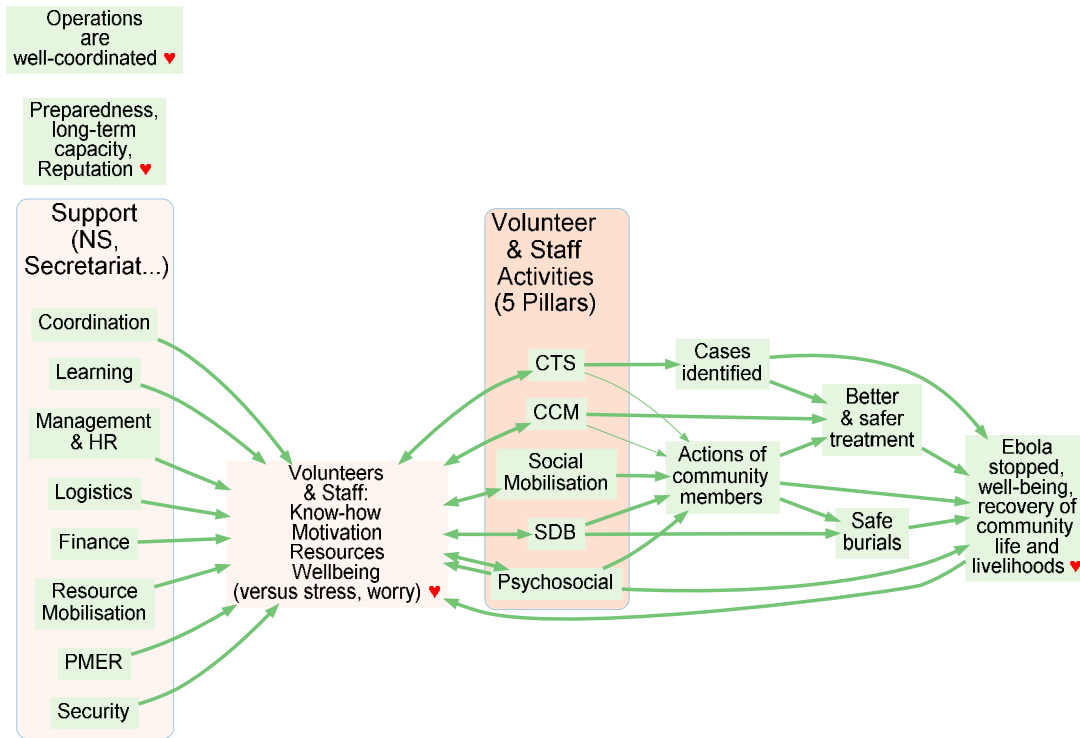 Operations
are
well-coordinated ♥
Preparedness,
long-term
capacity,
Reputation ♥
Support
(NS,
Secretariat...)
Coordination
Learning
Management
& HR
Logistics
Finance
Resource
Mobilisation
PMER
Security
Volunteers
& Staff:
Know-how
Motivation
Resources
Wellbeing
(versus stress, worry) ♥
Volunteer
& Staff
Activities
(5 Pillars)
CTS
CCM
Social
Mobilisation
SDB
Psychosocial
Cases
identified
Actions of
community
members
Better
& safer
treatment
Safe
burials
Ebola
stopped,
well-being,
recovery of
community
life and
livelihoods ♥